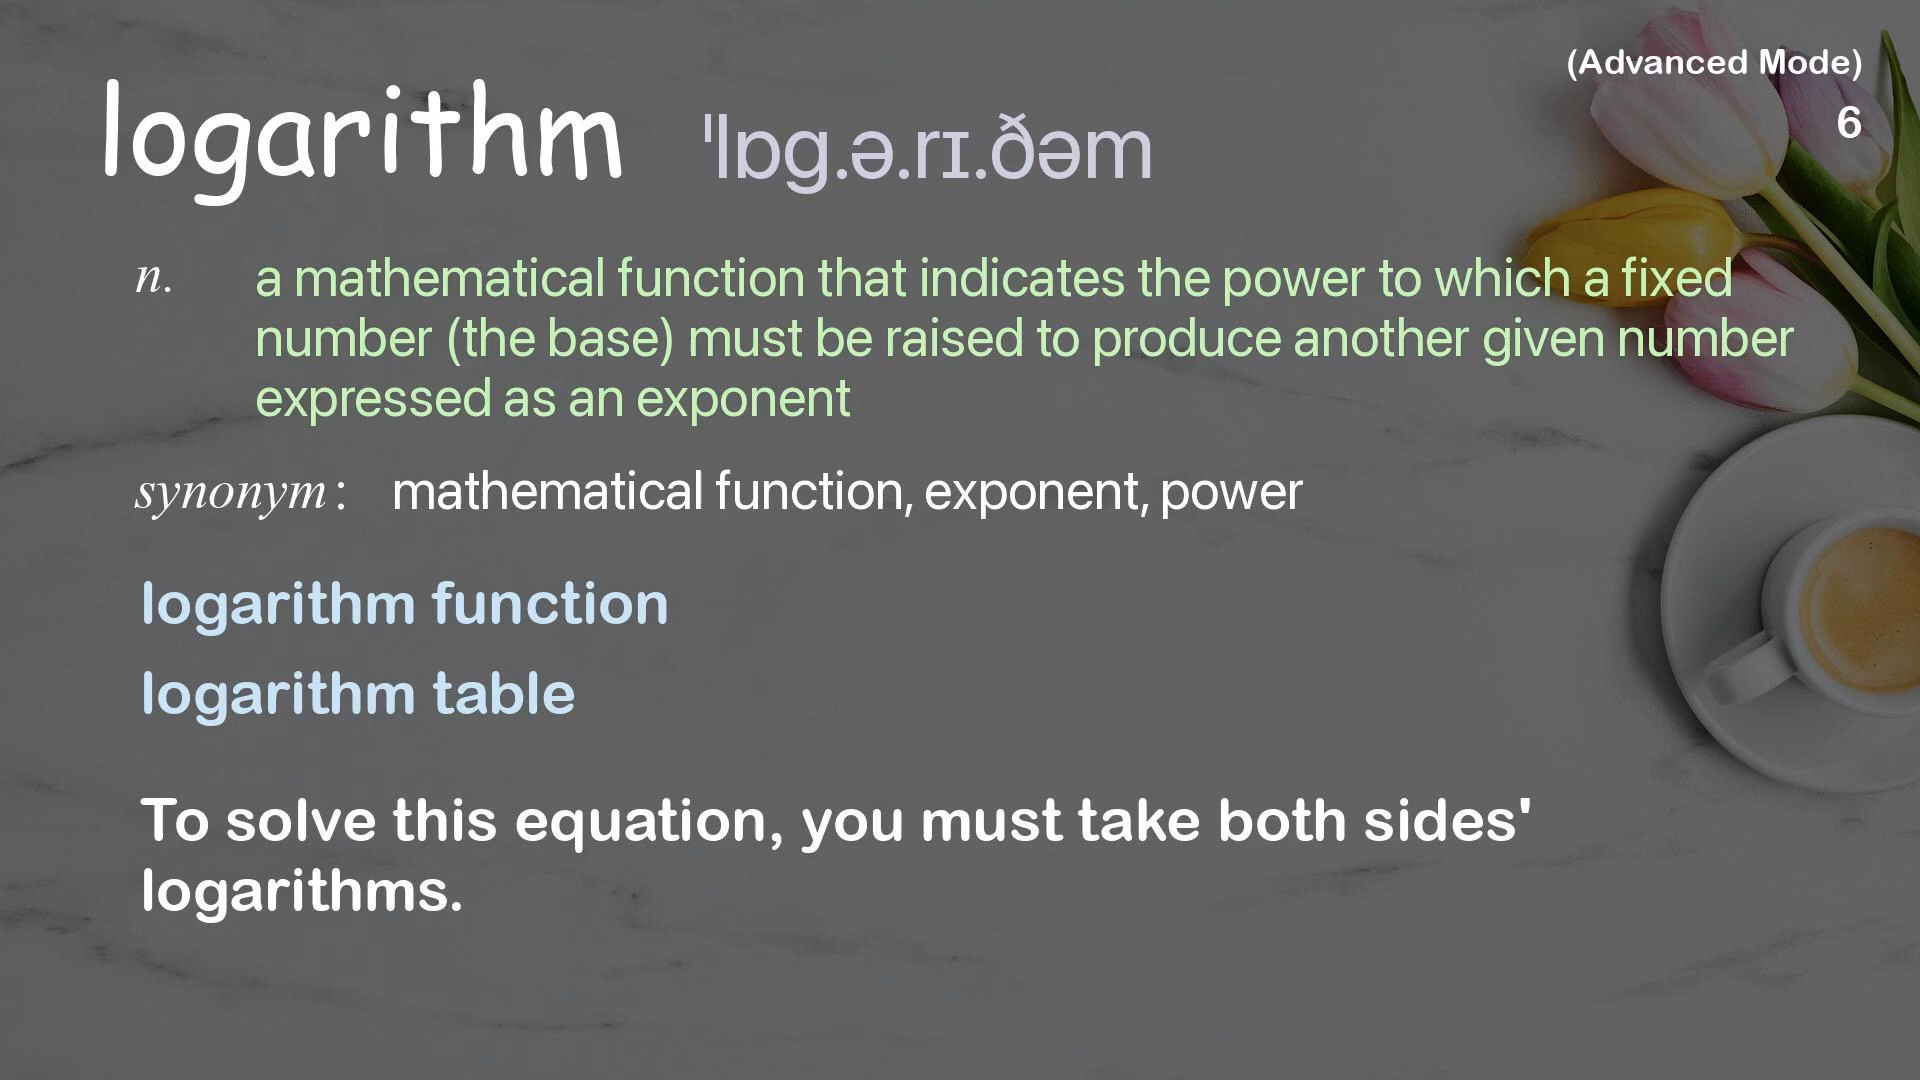 (Advanced Mode)
6
logarithm ˈlɒg.ə.rɪ.ðəm
n. a mathematical function that indicates the power to which a fixed
number (the base) must be raised to produce another given number
expressed as an exponent
synonym: mathematical function, exponent, power
logarithm function
logarithm table
To solve this equation, you must take both sides'
logarithms.